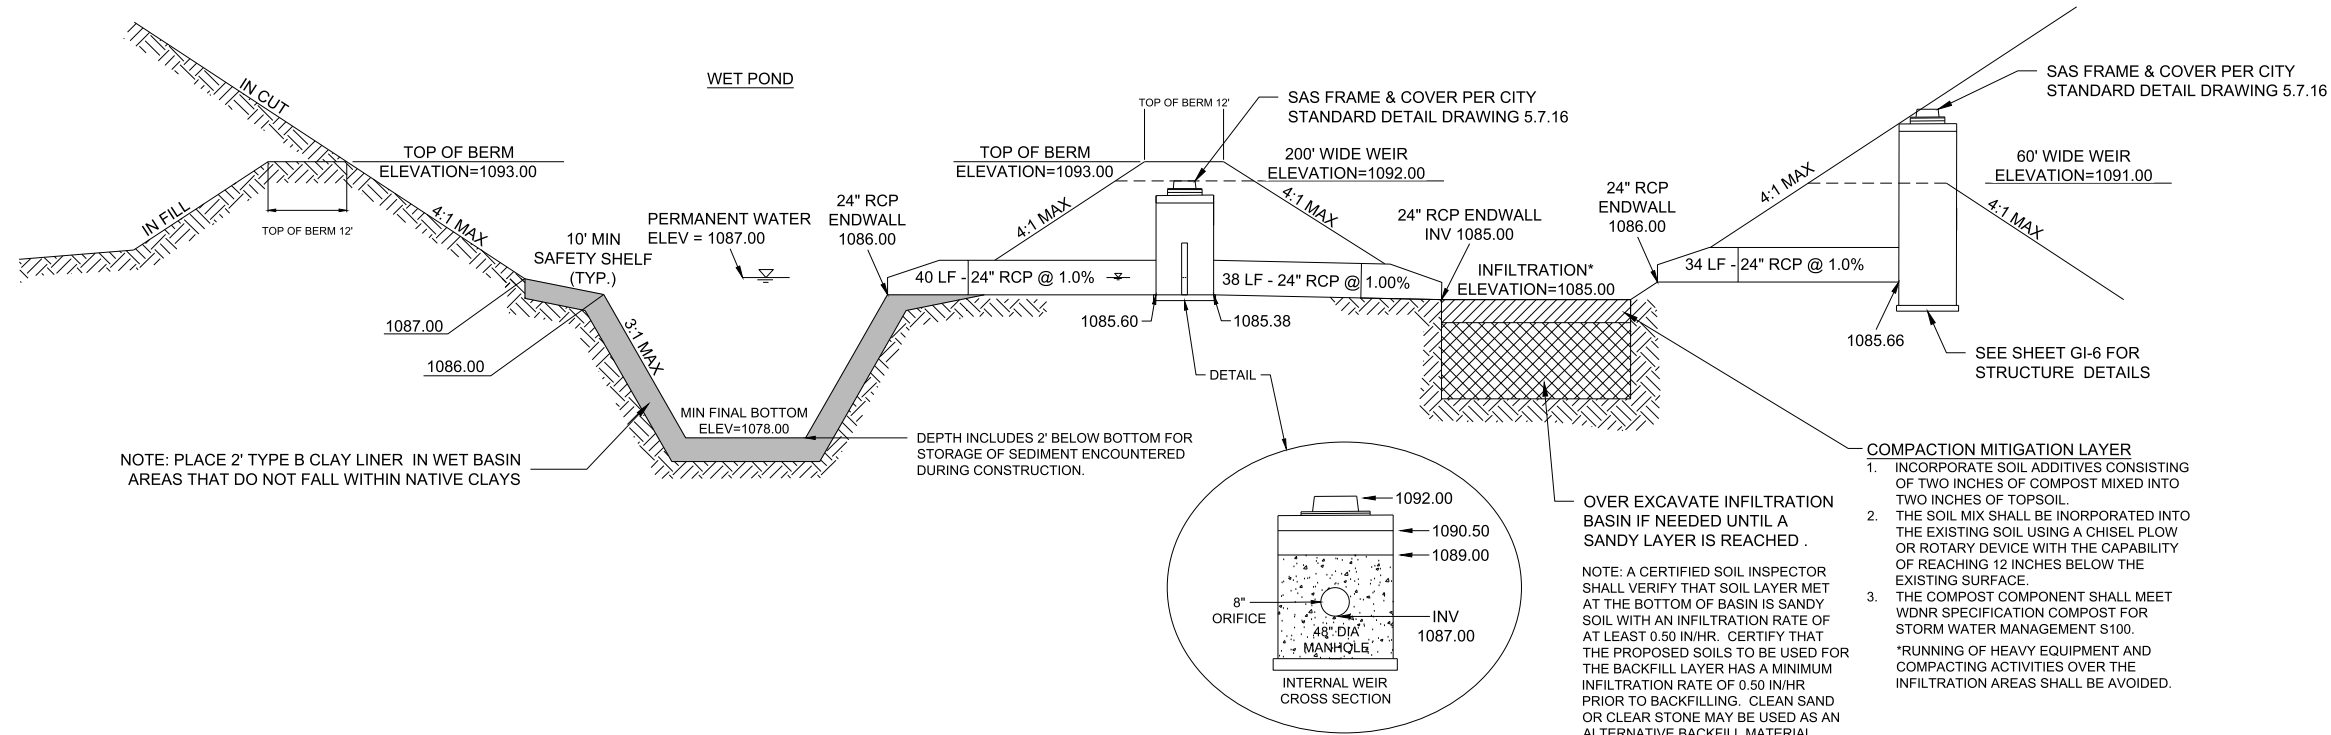 WET POND
IN CUT
IN FILL
TOP OF BERM
ELEVATION=1093.00
TOP OF BERM 12'
4:1 MAX
10' MIN
SAFETY SHELF
(TYP.)
PERMANENT WATER
ELEV = 1087.00
1087.00
1086.00
3:1 MAX
MIN FINAL BOTTOM
ELEV=1078.00
NOTE: PLACE 2' TYPE B CLAY LINER IN WET BASIN
AREAS THAT DO NOT FALL WITHIN NATIVE CLAYS
DEPTH INCLUDES 2' BELOW BOTTOM FOR
STORAGE OF SEDIMENT ENCOUNTERED
DURING CONSTRUCTION.
24" RCP
ENDWALL
1086.00
TOP OF BERM
ELEVATION=1093.00
TOP OF BERM 12'
SAS FRAME & COVER PER CITY
STANDARD DETAIL DRAWING 5.7.16
200' WIDE WEIR
ELEVATION=1092.00
4:1 MAX
4:1 MAX
40 LF - 24" RCP @ 1.0%
38 LF - 24" RCP @ 1.00%
1085.60
1085.38
DETAIL
24" RCP ENDWALL
INV 1085.00
INFILTRATION*
ELEVATION=1085.00
24" RCP
ENDWALL
1086.00
4:1 MAX
34 LF - 24" RCP @ 1.0%
SAS FRAME & COVER PER CITY
STANDARD DETAIL DRAWING 5.7.16
60' WIDE WEIR
ELEVATION=1091.00
4:1 MAX
1085.66
SEE SHEET GI-6 FOR
STRUCTURE DETAILS
1092.00
1090.50
1089.00
8"
ORIFICE
INV
1087.00
48" DIA
MANHOLE
INTERNAL WEIR
CROSS SECTION
OVER EXCAVATE INFILTRATION
BASIN IF NEEDED UNTIL A
SANDY LAYER IS REACHED .
NOTE: A CERTIFIED SOIL INSPECTOR
SHALL VERIFY THAT SOIL LAYER MET
AT THE BOTTOM OF BASIN IS SANDY
SOIL WITH AN INFILTRATION RATE OF
AT LEAST 0.50 IN/HR. CERTIFY THAT
THE PROPOSED SOILS TO BE USED FOR
THE BACKFILL LAYER HAS A MINIMUM
INFILTRATION RATE OF 0.50 IN/HR
PRIOR TO BACKFILLING. CLEAN SAND
OR CLEAR STONE MAY BE USED AS AN
ALTERNATIVE BACKFILL MATERIAL
COMPACTION MITIGATION LAYER
1. INCORPORATE SOIL ADDITIVES CONSISTING
OF TWO INCHES OF COMPOST MIXED INTO
TWO INCHES OF TOPSOIL.
2. THE SOIL MIX SHALL BE INORPORATED INTO
THE EXISTING SOIL USING A CHISEL PLOW
OR ROTARY DEVICE WITH THE CAPABILITY
OF REACHING 12 INCHES BELOW THE
EXISTING SURFACE.
3. THE COMPOST COMPONENT SHALL MEET
WDNR SPECIFICATION COMPOST FOR
STORM WATER MANAGEMENT S100.
*RUNNING OF HEAVY EQUIPMENT AND
COMPACTING ACTIVITIES OVER THE
INFILTRATION AREAS SHALL BE AVOIDED.